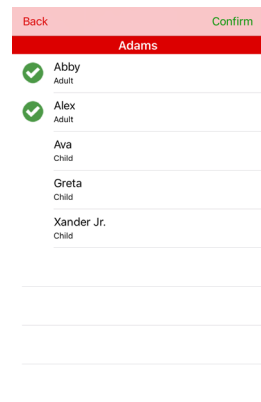 Back Confirm
Adams
Abby
Adult
Alex
Adult
Ava
Child
Greta
Child
Xander Jr.
Child